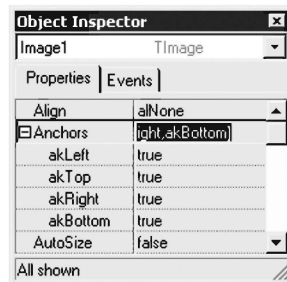 Object Inspector
Image1 TImage
Properties Events
Align alNone
Anchors ight,akBottom]
akLeft true
akTop true
akRight true
akBottom true
AutoSize false
All shown